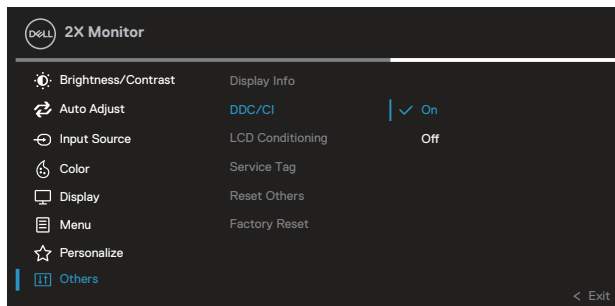 DELL 2X Monitor
Brightness/Contrast Display Info
Auto Adjust DDC/CI On
Input Source LCD Conditioning Off
Color Service Tag
Display Reset Others
Menu Factory Reset
Personalize
Others
< Exit